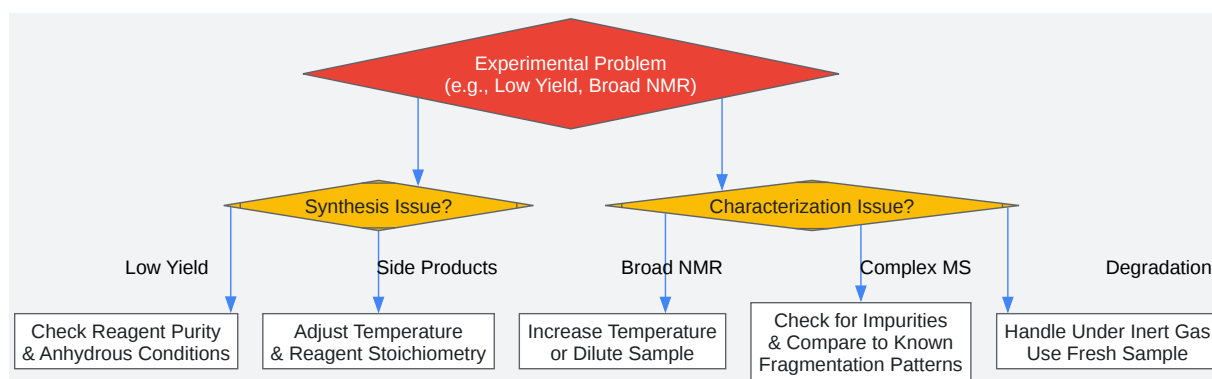 Experimental Problem
(e.g., Low Yield, Broad NMR)
Synthesis Issue?
Characterization Issue?
Low Yield
Side Products
Broad NMR
Complex MS
Degradation
Check Reagent Purity
& Anhydrous Conditions
Adjust Temperature
& Reagent Stoichiometry
Increase Temperature
or Dilute Sample
Check for Impurities
& Compare to Known
Fragmentation Patterns
Handle Under Inert Gas
Use Fresh Sample